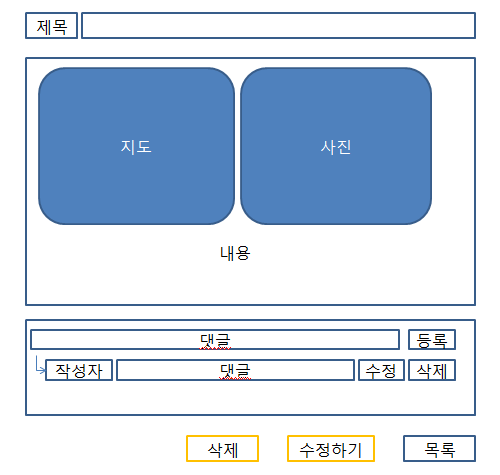 제목
지도 사진
내용
댓글 등록
작성자 댓글 수정 삭제
삭제 수정하기 목록